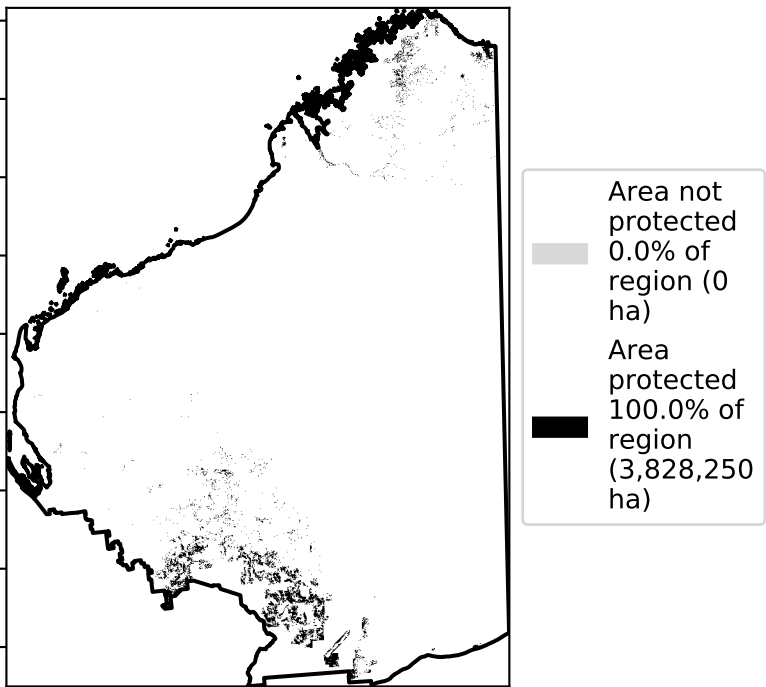 Area not
protected
0.0% of
region (0
ha)
Area
protected
100.0% of
region
(3,828,250
ha)